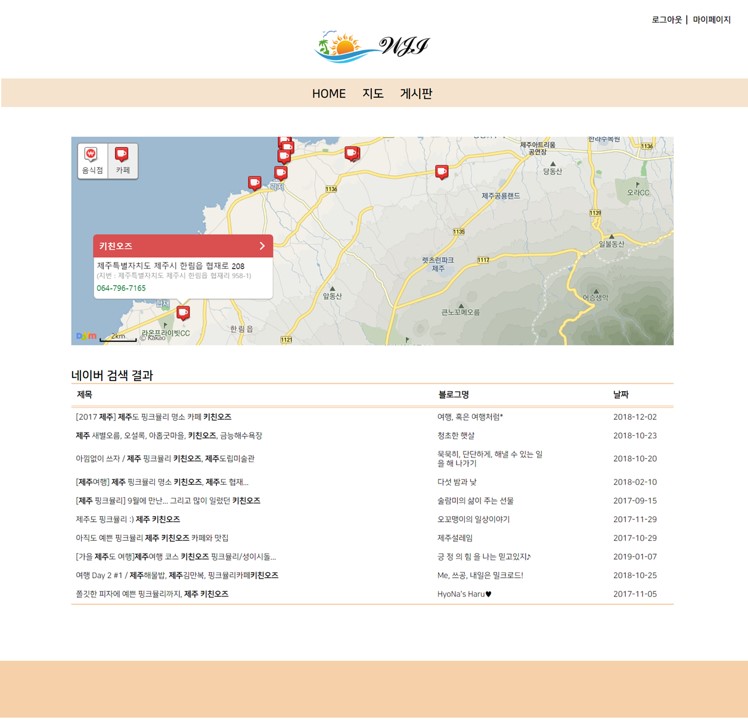 로그아웃 | 마이페이지
WJI
HOME 지도 게시판
음식점 카페
제주아트리움
공연장
1136
당동산
오라CC
1136
제주공룡랜드
1139
1135
일불동산
랫츠런파크
제주
1117
키친오즈
제주특별자치도 제주시 한림읍 협재로 208
(지번 : 제주특별자치도 제주시 한림읍 협재리 958-1)
064-796-7165
알동산
큰노꼬메오름
어승생악
라온프라이빗CC
한림읍
1121
Daum 2km
© Kakao
네이버 검색 결과
제목 블로그명 날짜
[2017 제주] 제주도 핑크뮬리 명소 카페 키친오즈 여행, 혹은 여행처럼* 2018-12-02
제주 새별오름, 오설록, 아홉굿마을, 키친오즈, 금능해수욕장 청초한 햇살 2018-10-23
아낌없이 쓰자 / 제주 핑크뮬리 키친오즈, 제주도립미술관 묵묵히, 단단하게, 해낼 수 있는 일 2018-10-20
을 해 나가기
[제주여행] 제주 핑크뮬리 명소 키친오즈, 제주도 협재... 다섯 밤과 낮 2018-02-10
[제주 핑크뮬리] 9월에 만난... 그리고 많이 일렀던 키친오즈 술람미의 삶이 주는 선물 2017-09-15
제주도 핑크뮬리 :) 제주 키친오즈 오꼬맹이의 일상이야기 2017-11-29
아직도 예쁜 핑크뮬리 제주 키친오즈 카페와 맛집 제주설레임 2017-10-29
[가을 제주도 여행]제주여행 코스 키친오즈 핑크뮬리/성이시돌... 긍 정 의 힘 을 나는 믿고있지♪ 2019-01-07
여행 Day 2 #1 / 제주해물밥, 제주김만복, 핑크뮬리카페키친오즈 Me, 쓰공, 내일은 밀크로드! 2018-10-25
쫄깃한 피자에 예쁜 핑크뮬리까지, 제주 키친오즈 HyoNa's Haru♥ 2017-11-05